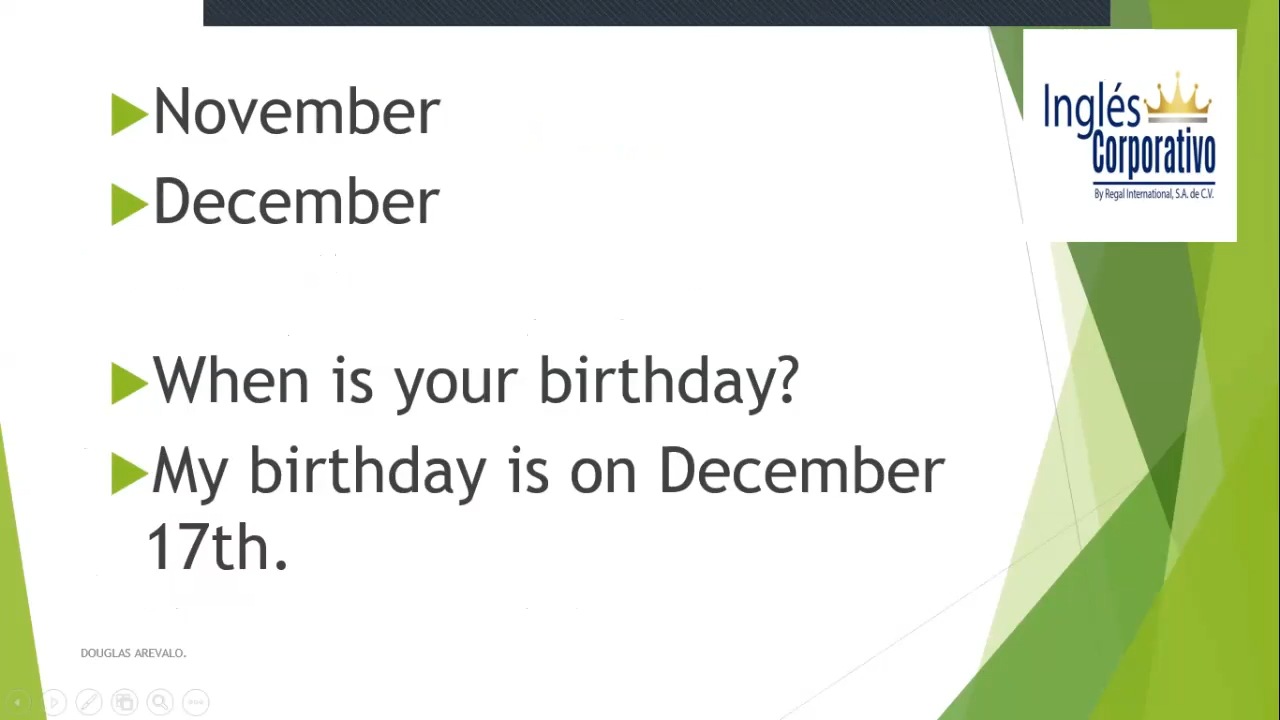 November
December
When is your birthday?
My birthday is on December
17th.
Inglés
Corporativo
By Regal International, S.A. de C.V.
DOUGLAS AREVALO.